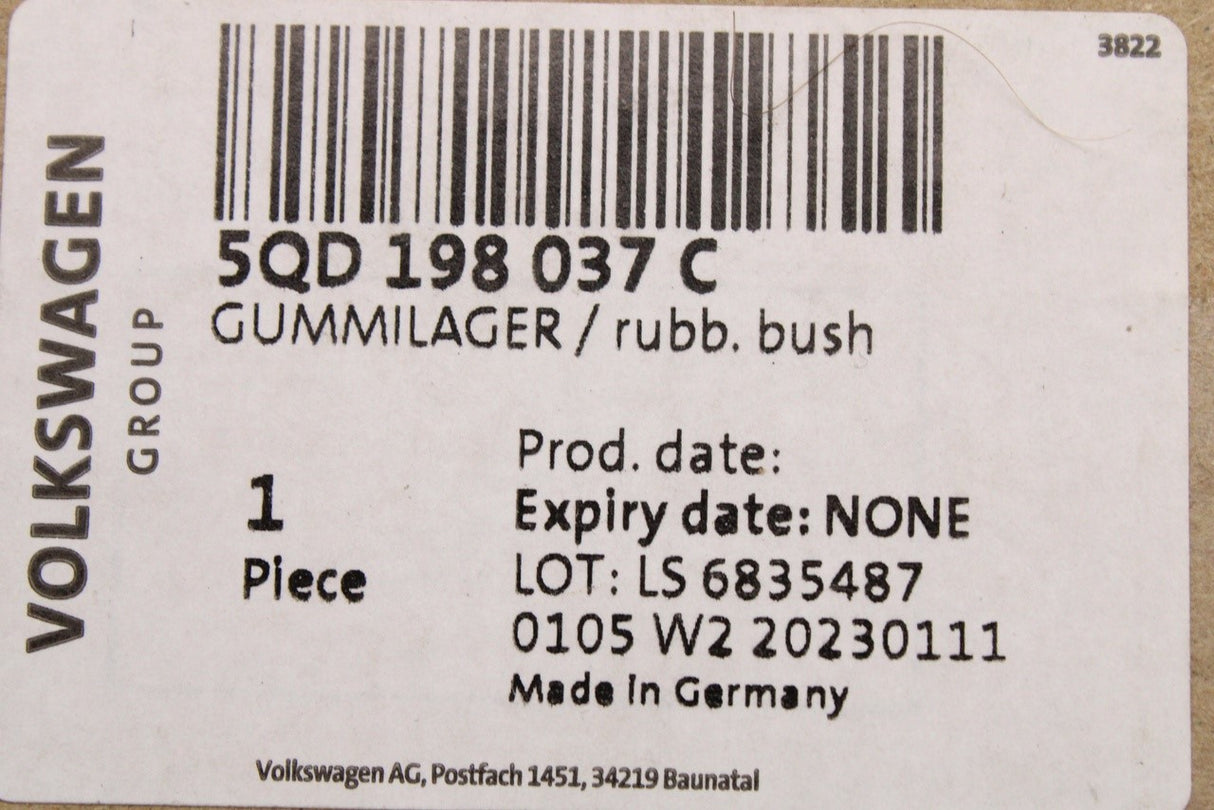 VOLKSWAGEN
GROUP
3822
5QD 198 037 C
GUMMILAGER / rubb. bush
1
Piece
Prod. date:
Expiry date: NONE
LOT: LS 6835487
0105 W2 20230111
Made in Germany
Volkswagen AG, Postfach 1451, 34219 Baunatal